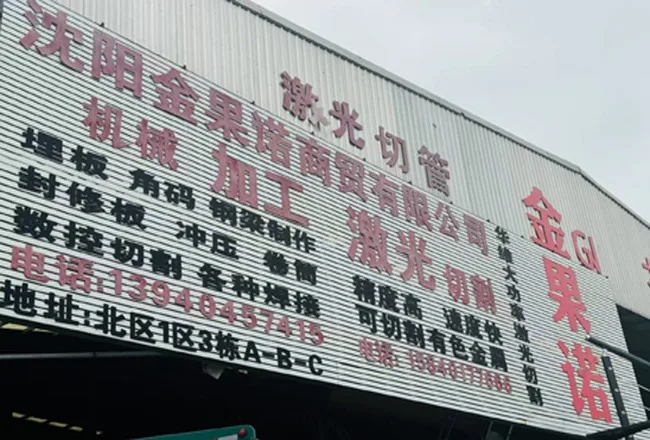 激光切管
沈阳金果诺商贸有限公司
机械 加工 激光 切割
埋板 角码 钢梁制作
封修板 冲压 卷筒
数控切割 各种焊接
电话:13940457415
地址:北区1区3栋A-B-C
精度高 速度快
可切割有色金属
电话:
大功率激光切割
金果诺